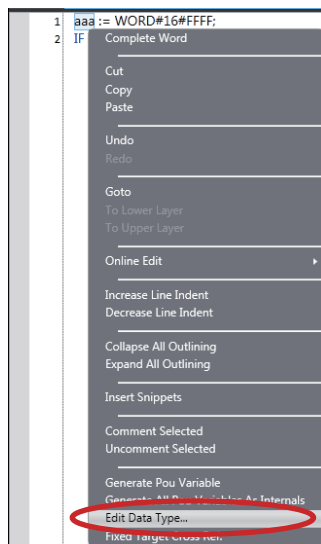 1 aaa := WORD#16#FFFF;
2 IF
Complete Word
Cut
Copy
Paste
Undo
Redo
Goto
To Lower Layer
To Upper Layer
Online Edit
Increase Line Indent
Decrease Line Indent
Collapse All Outlining
Expand All Outlining
Insert Snippets
Comment Selected
Uncomment Selected
Generate Pou Variable
Generate All Pou Variables As Internals
Edit Data Type...
Fixed Target Cross Ref.